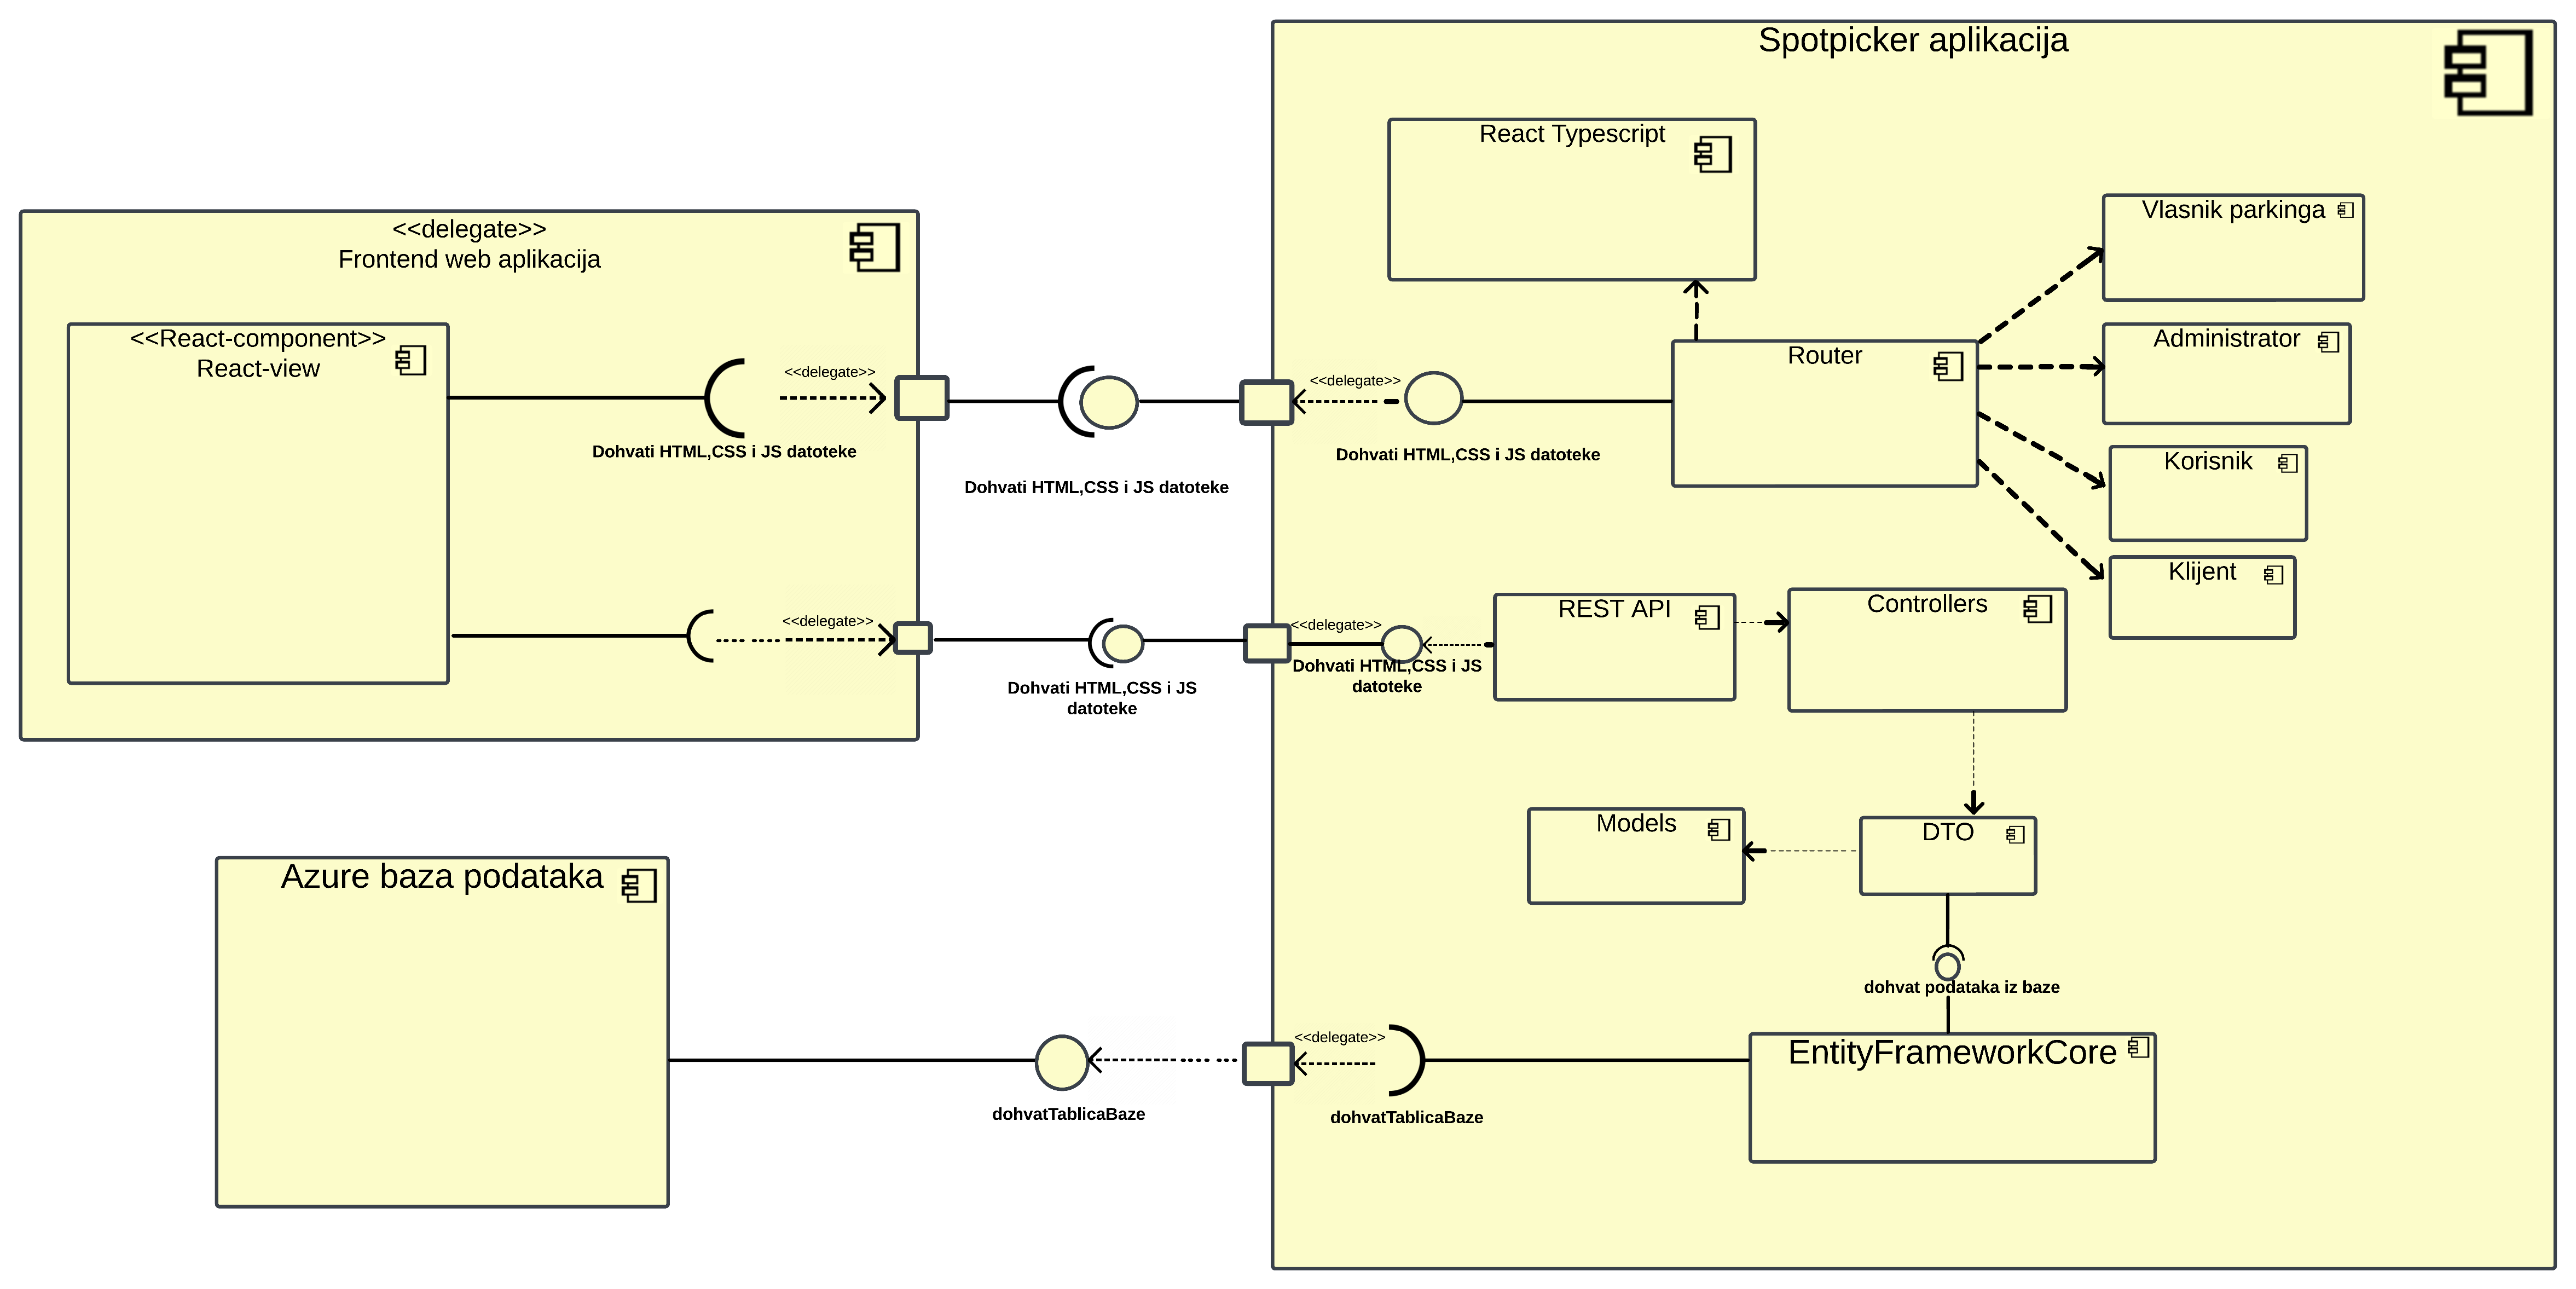 Spotpicker aplikacija
React Typescript
Vlasnik parkinga
<<delegate>>
Frontend web aplikacija
<<React-component>>
React-view
<<delegate>>
Dohvati HTML,CSS i JS datoteke
Dohvati HTML,CSS i JS datoteke
<<delegate>>
Dohvati HTML,CSS i JS datoteke
Router
Administrator
Korisnik
Klijent
<<delegate>>
Dohvati HTML,CSS i JS
datoteke
<<delegate>>
Dohvati HTML,CSS i JS
datoteke
REST API
Controllers
Models
DTO
dohvat podataka iz baze
Azure baza podataka
dohvatTablicaBaze
<<delegate>>
dohvatTablicaBaze
EntityFrameworkCore